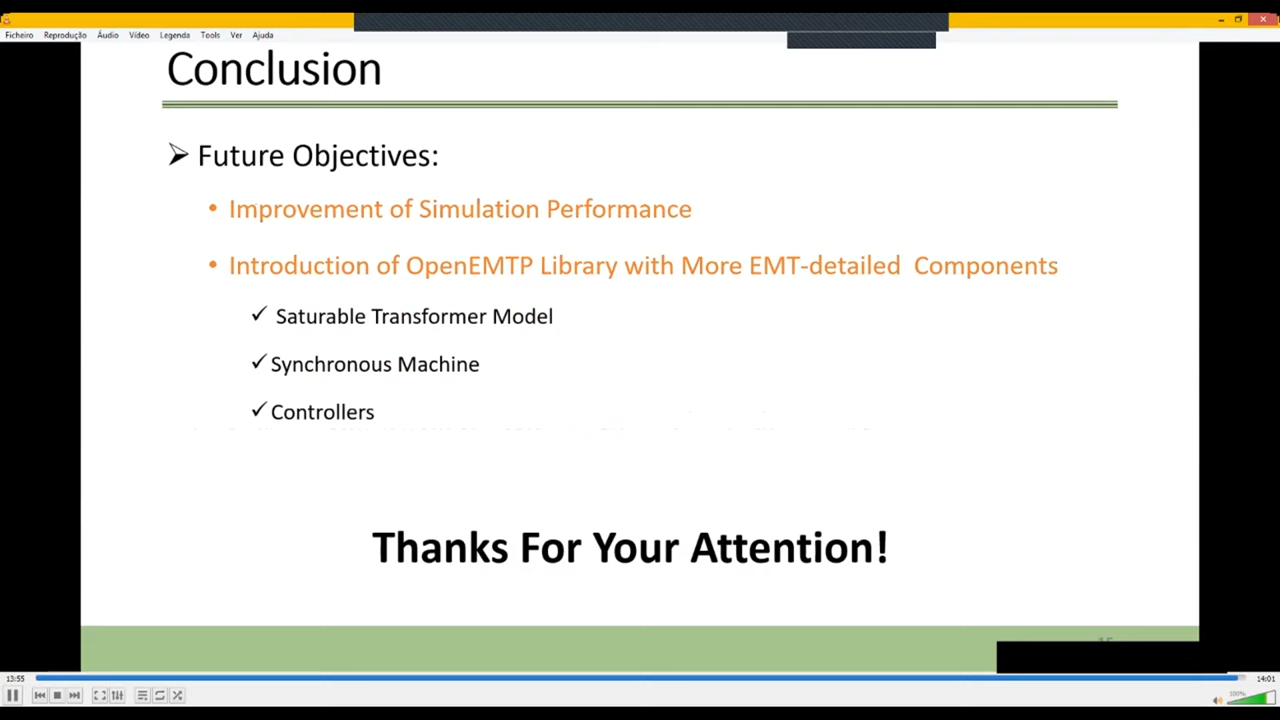 Ficheiro Reprodução Áudio Vídeo Legenda Tools Ver Ajuda
Conclusion
Future Objectives:
• Improvement of Simulation Performance
• Introduction of OpenEMTP Library with More EMT-detailed Components
✓ Saturable Transformer Model
✓ Synchronous Machine
✓ Controllers
Thanks For Your Attention!
13:55
14:01
100%